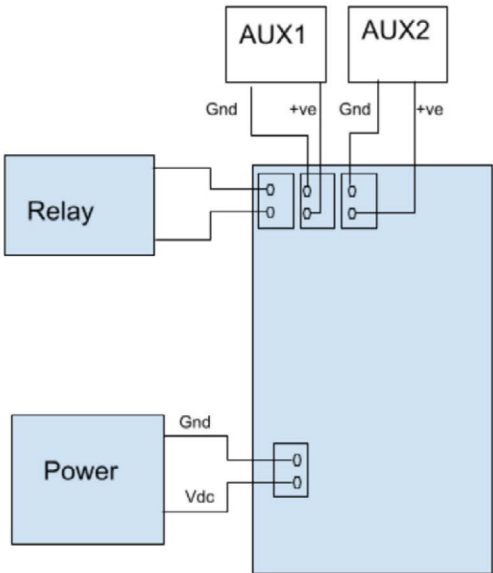 AUX1
AUX2
Gnd
+ve
Gnd
+ve
Relay
Gnd
Power
Vdc